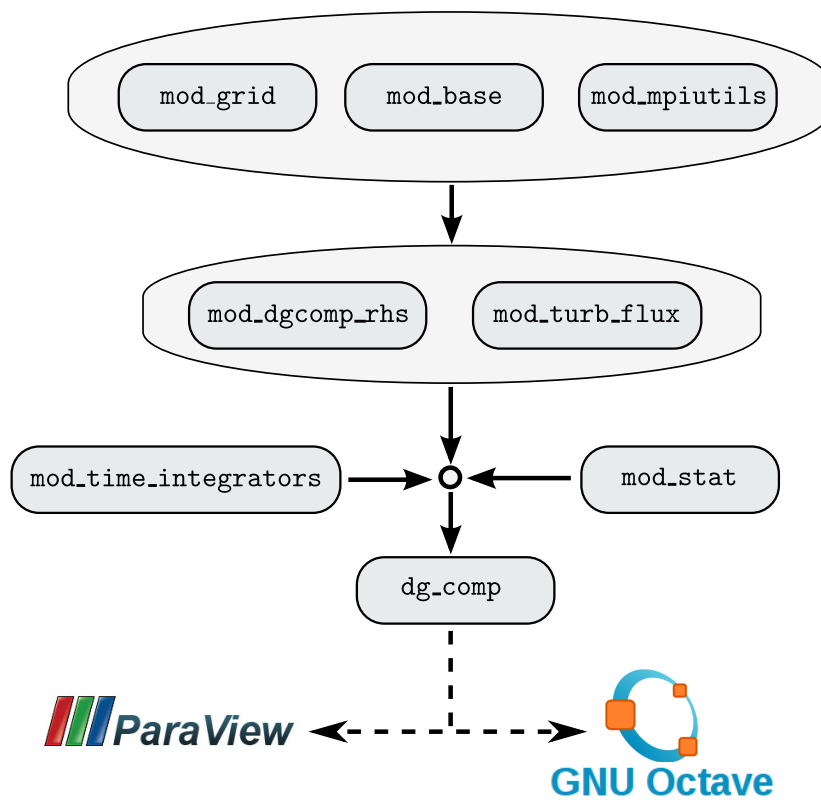 mod_grid
mod_base
mod_mpiutils
mod_dgcomp_rhs
mod_turb_flux
mod_time_integrators
mod_stat
dg_comp
ParaView
GNU Octave